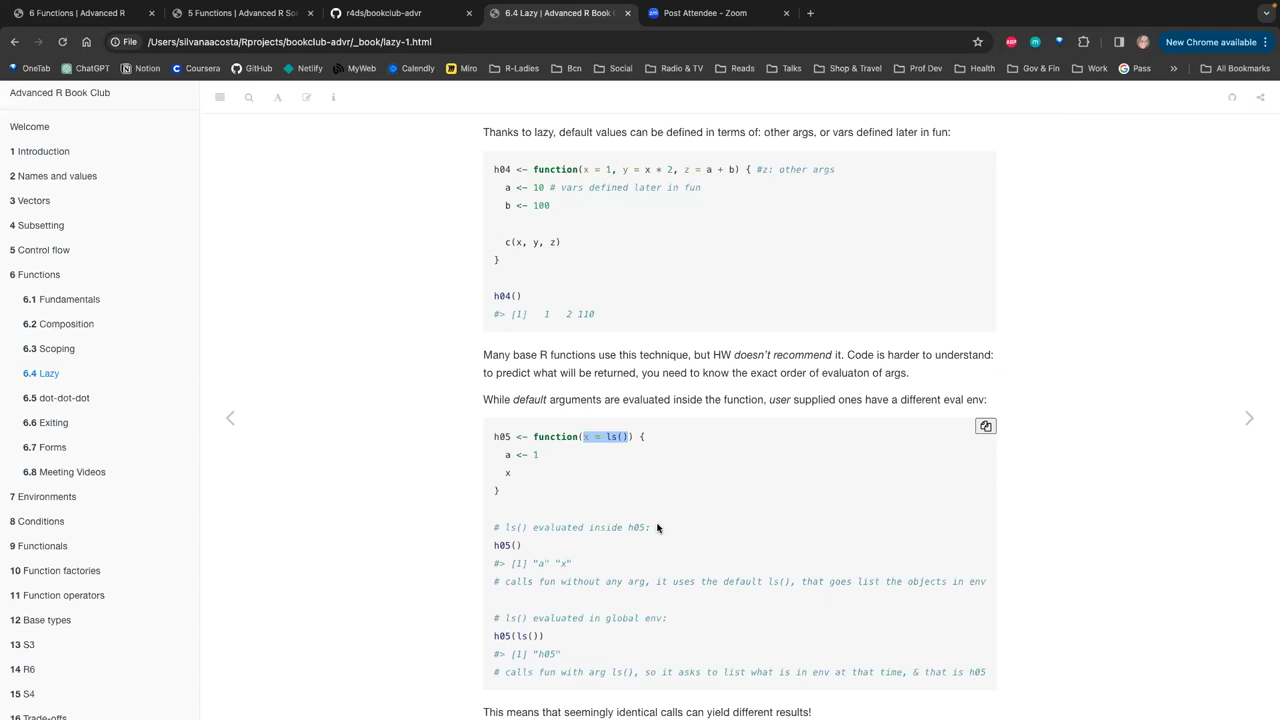 6 Functions | Advanced R
5 Functions | Advanced R So
r4ds/bookclub-advr
6.4 Lazy | Advanced R Book C
Post Attendee - Zoom
File
/Users/silvanaacosta/Rprojects/bookclub-advr/_book/lazy-1.html
New Chrome available
OneTab
ChatGPT
Notion
Coursera
GitHub
Netlify
MyWeb
Calendly
Miro
R-Ladies
Bcn
Social
Radio & TV
Reads
Talks
Shop & Travel
Prof Dev
Health
Gov & Fin
Work
Pass
»
All Bookmarks
Advanced R Book Club
Welcome
1 Introduction
2 Names and values
3 Vectors
4 Subsetting
5 Control flow
6 Functions
6.1 Fundamentals
6.2 Composition
6.3 Scoping
6.4 Lazy
6.5 dot-dot-dot
6.6 Exiting
6.7 Forms
6.8 Meeting Videos
7 Environments
8 Conditions
9 Functionals
10 Function factories
11 Function operators
12 Base types
13 S3
14 R6
15 S4
16 Trade-offs
Thanks to lazy, default values can be defined in terms of: other args, or vars defined later in fun:
h04 <- function(x = 1, y = x * 2, z = a + b) { #z: other args
a <- 10 # vars defined later in fun
b <- 100
c(x, y, z)
}
h04()
#> [1]   1   2 110
Many base R functions use this technique, but HW doesn't recommend it. Code is harder to understand:
to predict what will be returned, you need to know the exact order of evaluaton of args.
While default arguments are evaluated inside the function, user supplied ones have a different eval env:
h05 <- function(x = ls()) {
a <- 1
x
}
# ls() evaluated inside h05:
h05()
#> [1] "a" "x"
# calls fun without any arg, it uses the default ls(), that goes list the objects in env
# ls() evaluated in global env:
h05(ls())
#> [1] "h05"
# calls fun with arg ls(), so it asks to list what is in env at that time, & that is h05
This means that seemingly identical calls can yield different results!